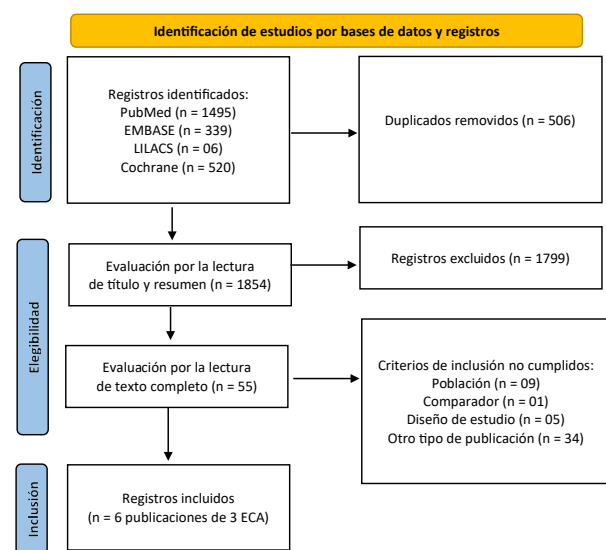 Identificación de estudios por bases de datos y registros
Identificación
Registros identificados:
PubMed (n = 1495)
EMBASE (n = 339)
LILACS (n = 06)
Cochrane (n = 520)
Duplicados removidos (n = 506)
Elegibilidad
Evaluación por la lectura
de título y resumen (n = 1854)
Registros excluidos (n = 1799)
Evaluación por la lectura
de texto completo (n = 55)
Criterios de inclusión no cumplidos:
Población (n = 09)
Comparador (n = 01)
Diseño de estudio (n = 05)
Otro tipo de publicación (n = 34)
Inclusión
Registros incluidos
(n = 6 publicaciones de 3 ECA)